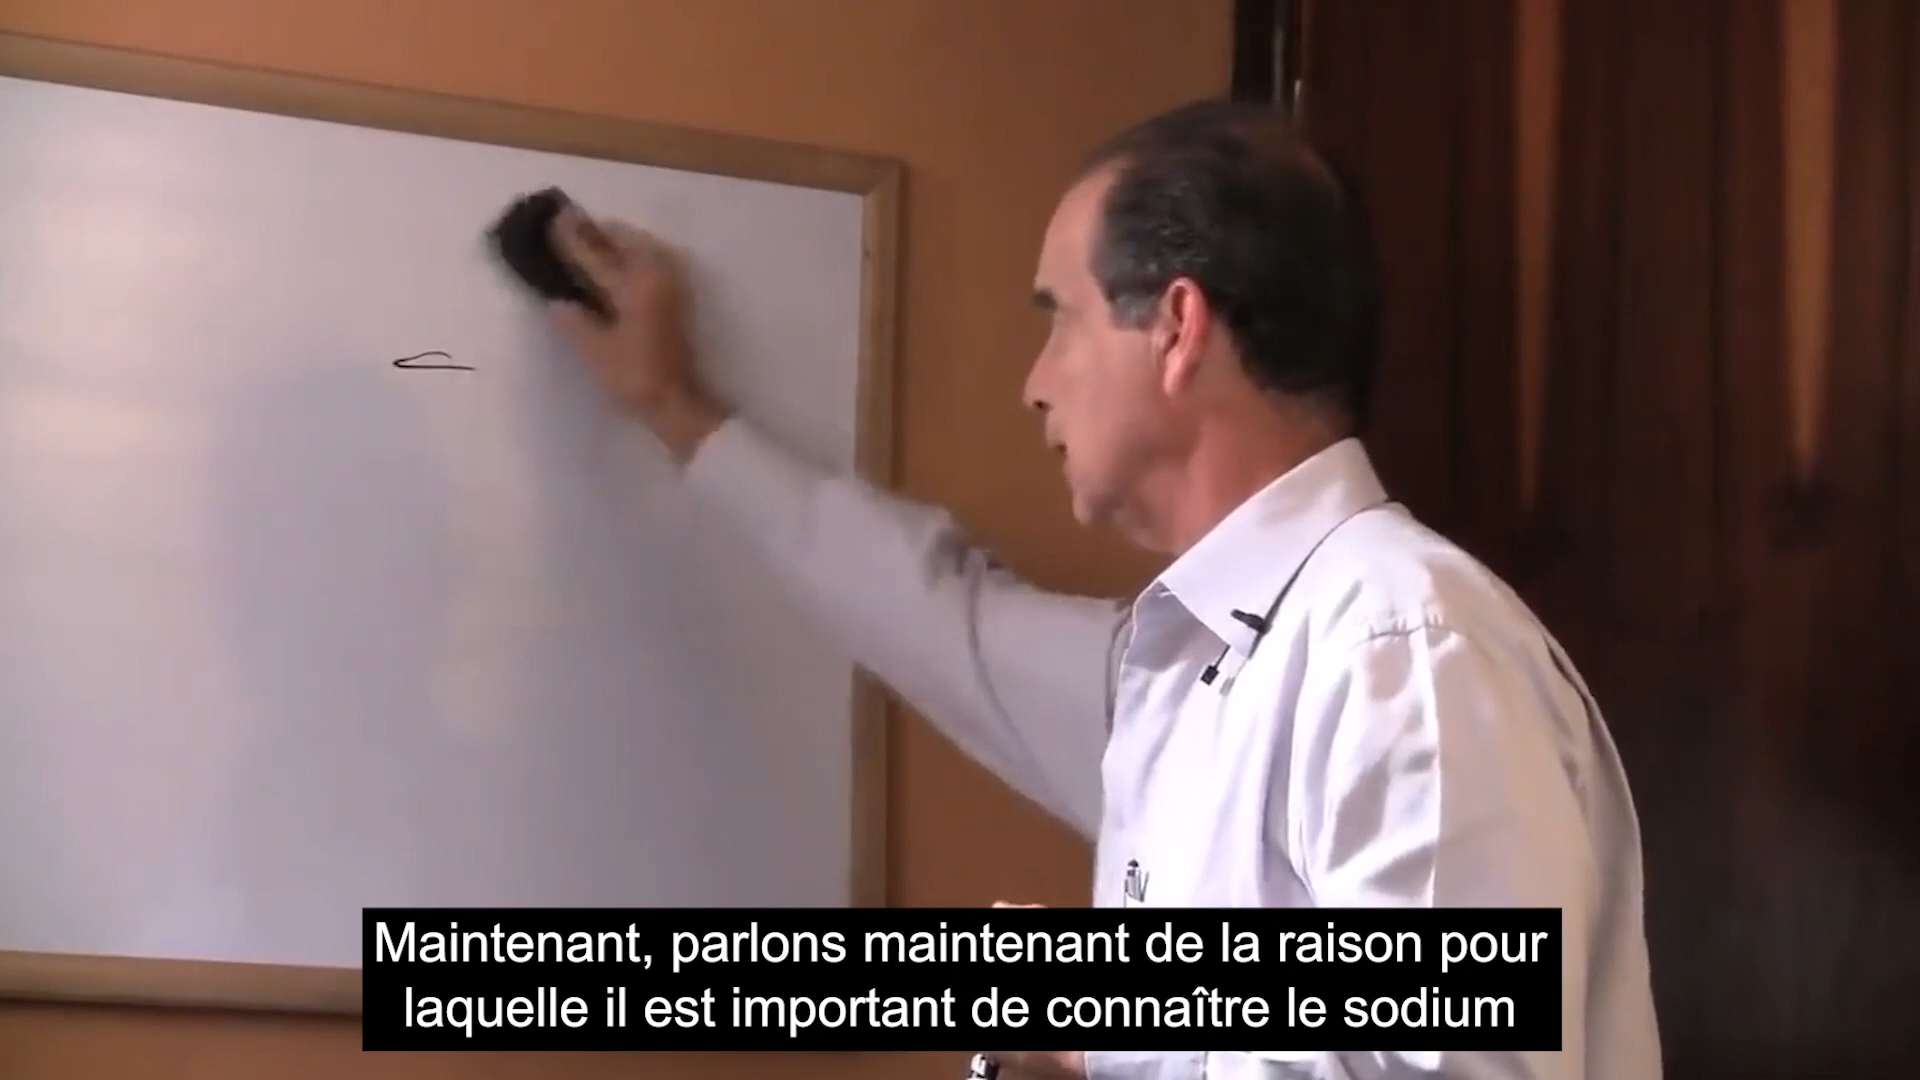 Maintenant, parlons maintenant de la raison pour
laquelle il est important de connaître le sodium